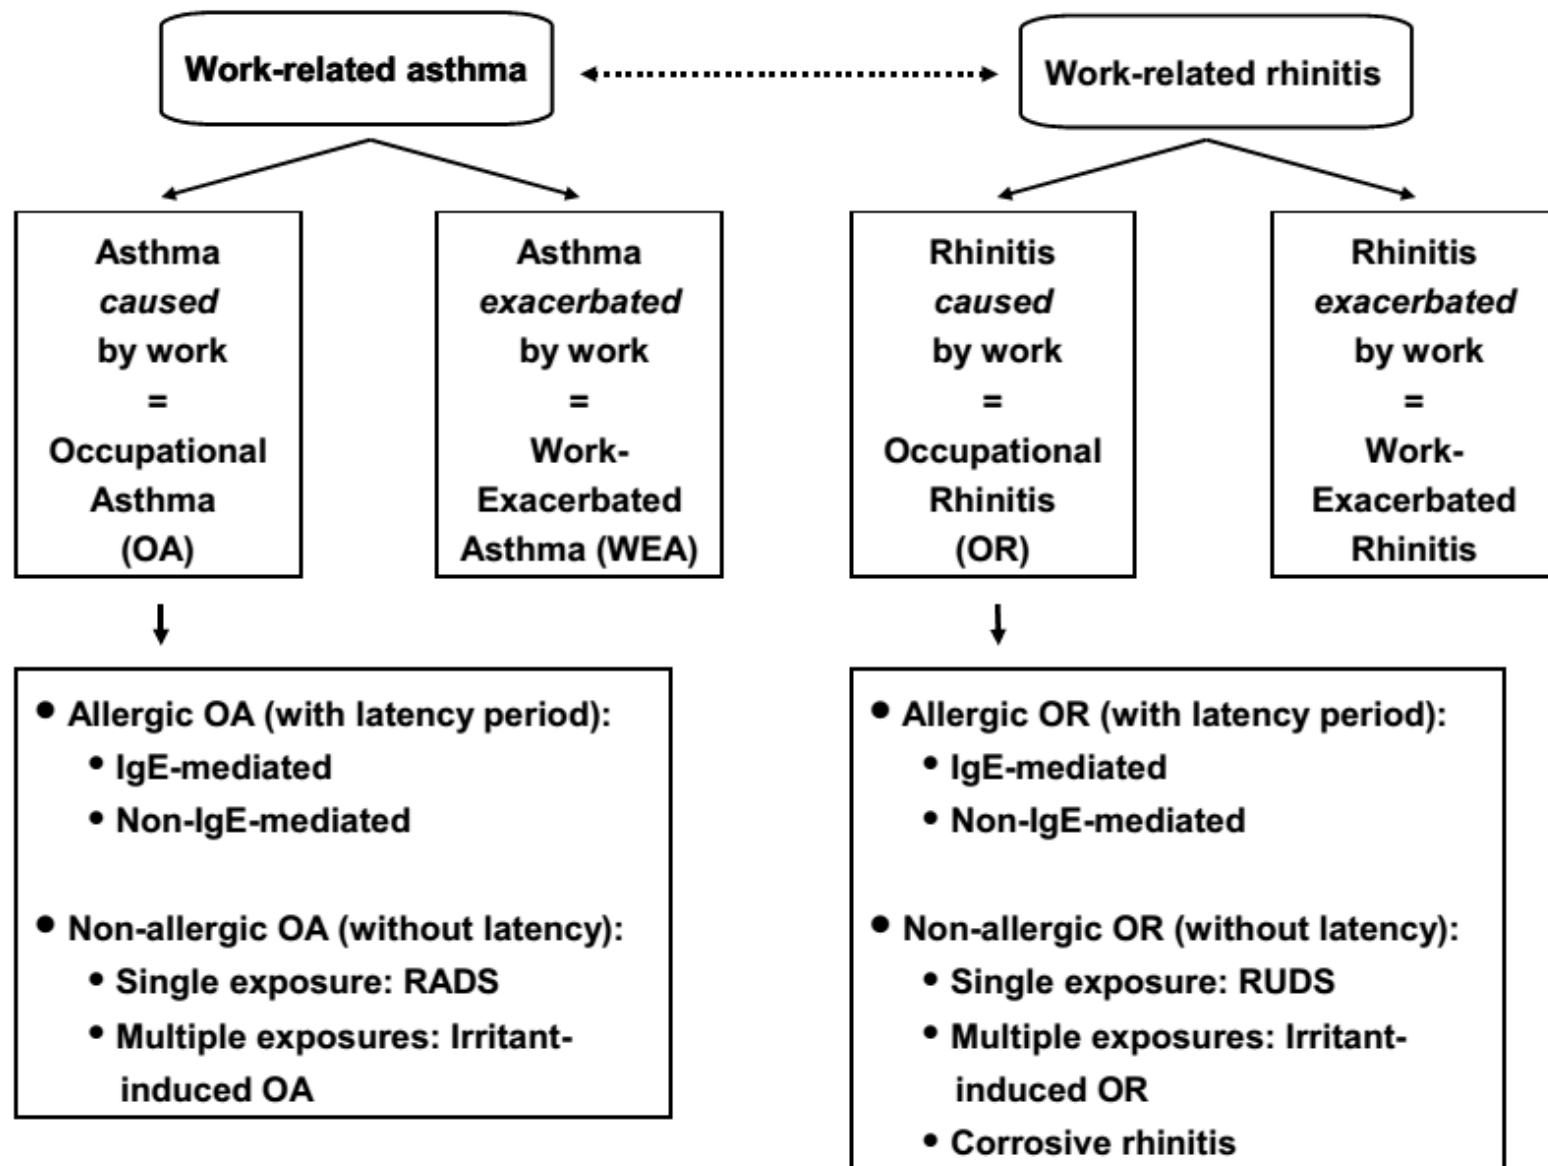 Work-related asthma
Work-related rhinitis
Asthma
caused
by work
=
Occupational
Asthma
(OA)
Asthma
exacerbated
by work
=
Work-
Exacerbated
Asthma (WEA)
Rhinitis
caused
by work
=
Occupational
Rhinitis
(OR)
Rhinitis
exacerbated
by work
=
Work-
Exacerbated
Rhinitis
• Allergic OA (with latency period):
• IgE-mediated
• Non-IgE-mediated
• Non-allergic OA (without latency):
• Single exposure: RADS
• Multiple exposures: Irritant-
induced OA
• Allergic OR (with latency period):
• IgE-mediated
• Non-IgE-mediated
• Non-allergic OR (without latency):
• Single exposure: RUDS
• Multiple exposures: Irritant-
induced OR
• Corrosive rhinitis